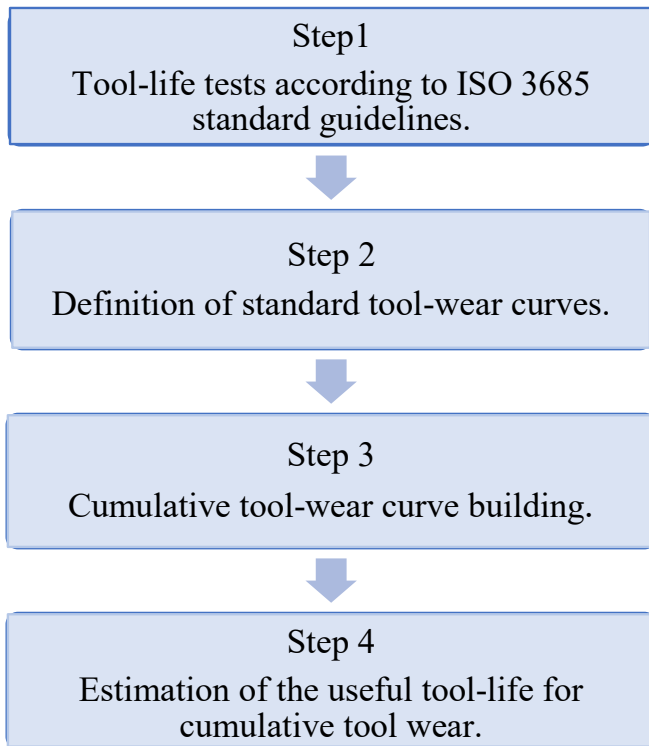 Step1
Tool-life tests according to ISO 3685
standard guidelines.
Step 2
Definition of standard tool-wear curves.
Step 3
Cumulative tool-wear curve building.
Step 4
Estimation of the useful tool-life for
cumulative tool wear.